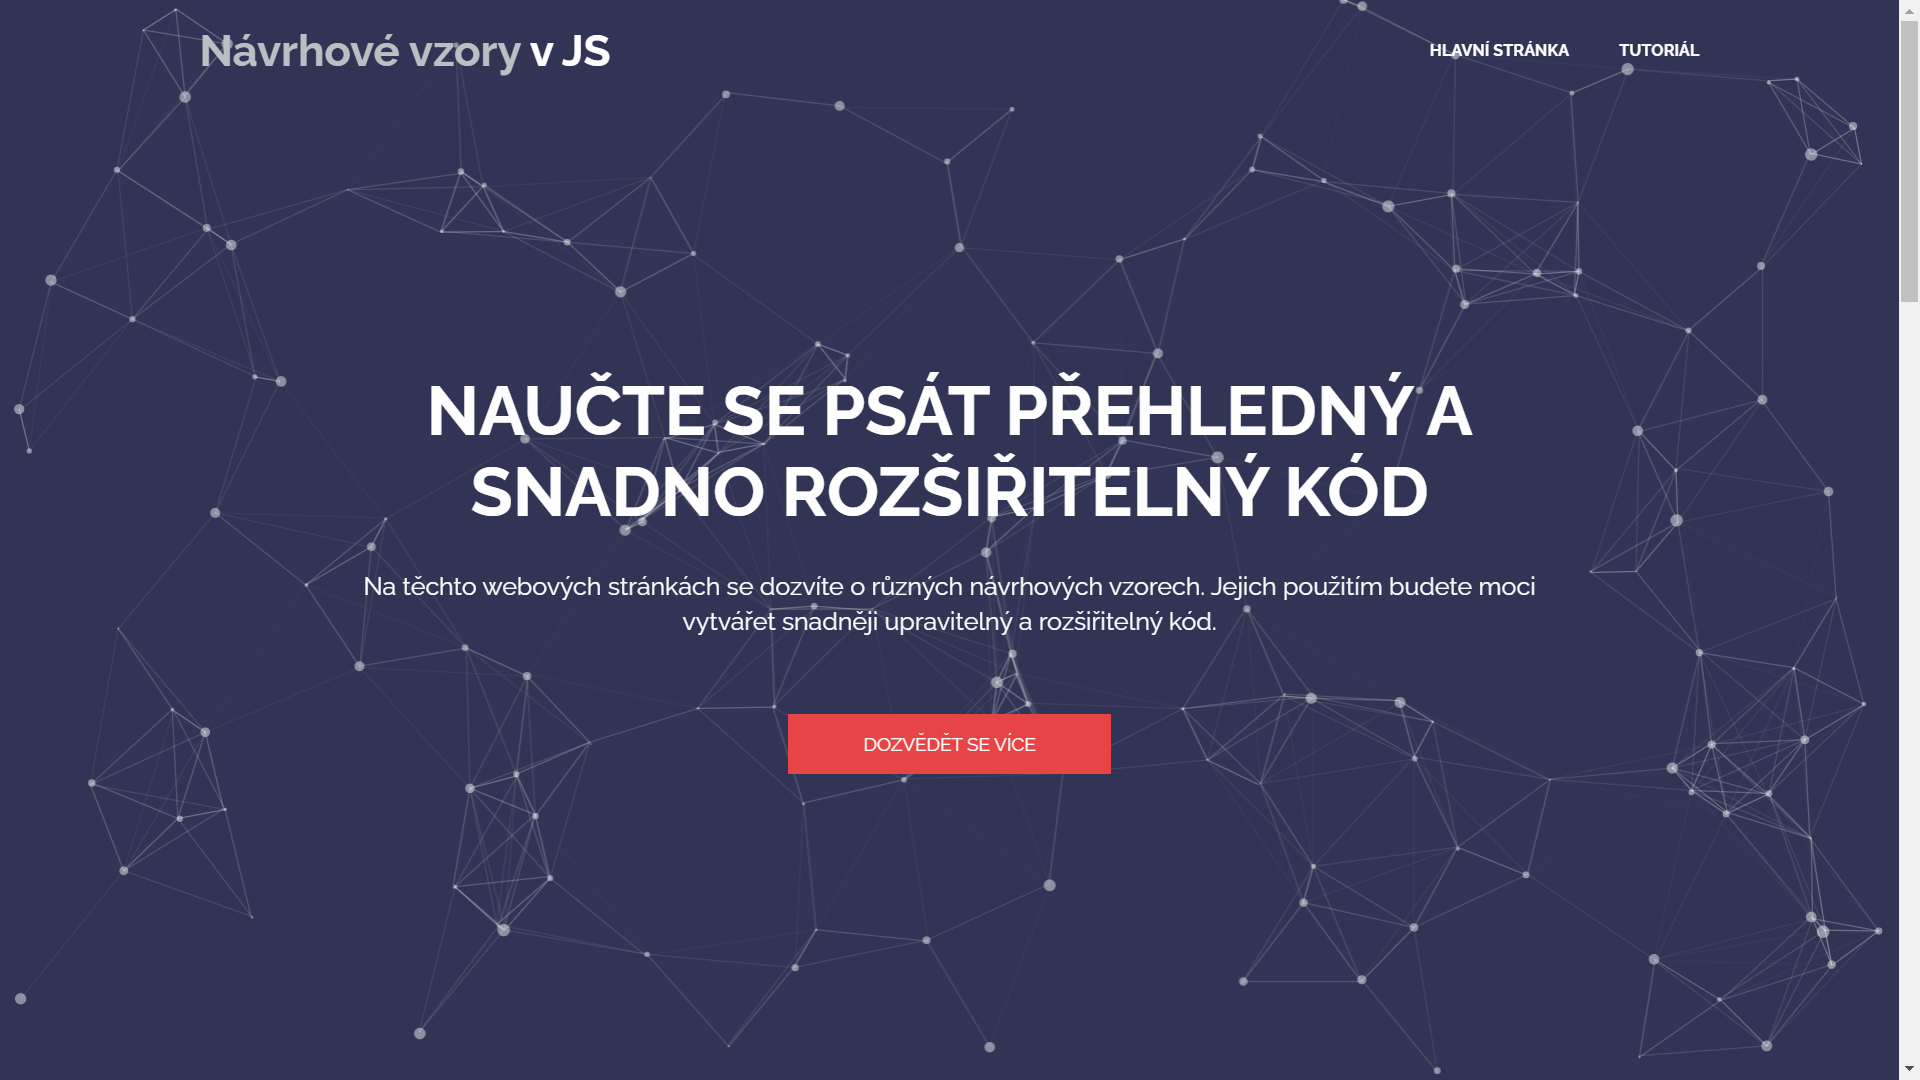 Návrhové vzory v JS
HLAVNÍ STRÁNKA
TUTORIÁL
NAUČTE SE PSÁT PŘEHLEDNÝ A
SNADNO ROZŠIŘITELNÝ KÓD
Na těchto webových stránkách se dozvíte o různých návrhových vzorech. Jejich použitím budete moci
vytvářet snadněji upravitelný a rozšiřitelný kód.
DOZVĚDĚT SE VÍCE